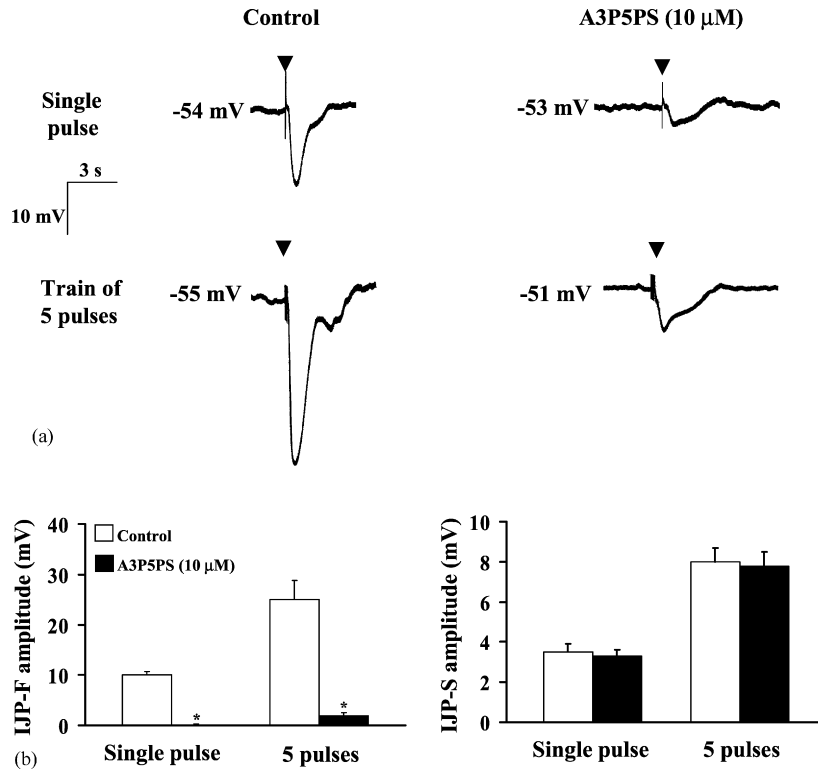 Control
A3P5PS (10 μM)
Single pulse
-54 mV
-53 mV
3 s
10 mV
Train of 5 pulses
-55 mV
-51 mV
(a)
IJP-F amplitude (mV)
40
30
20
10
0
Control
A3P5PS (10 μM)
*
*
Single pulse
5 pulses
IJP-S amplitude (mV)
8
6
4
2
0
Single pulse
5 pulses
(b)